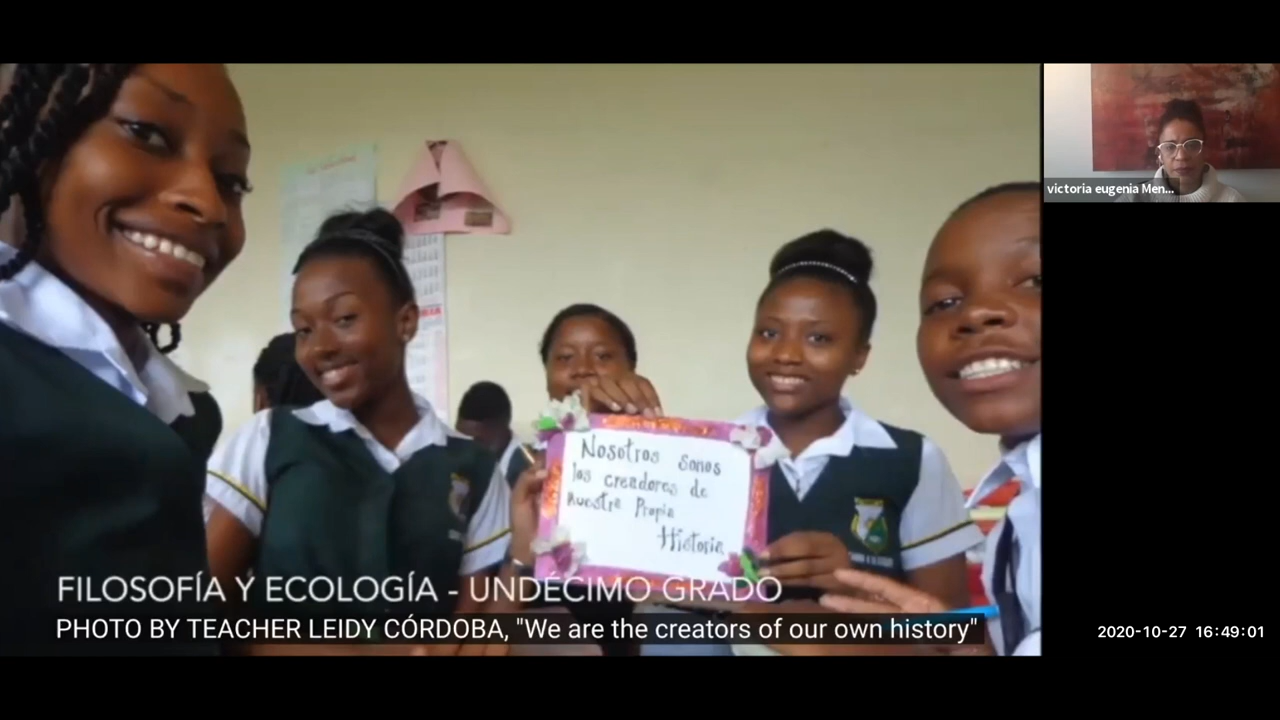 victoria eugenia Men...
Nosotros somos
los creadores de
nuestra Propia
Historia
FILOSOFÍA Y ECOLOGÍA - UNDÉCIMO GRADO
PHOTO BY TEACHER LEIDY CÓRDOBA, "We are the creators of our own history"
2020-10-27 16:49:01